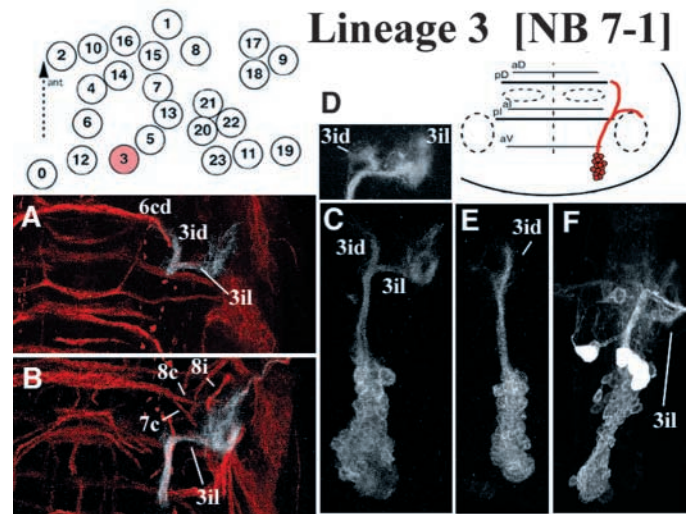 Lineage 3 [NB 7-1]
1
2 10 16 15 8 17 9
ant.
4 14 7 18
6 13 21 22
5 20
0 12 3 23 11 19
aD
pD
aI
pI
aV
D
3id 3il
A
6cd
3id
3il
B
8c 8i
7c
3il
C
3id
3il
E
3id
F
3il